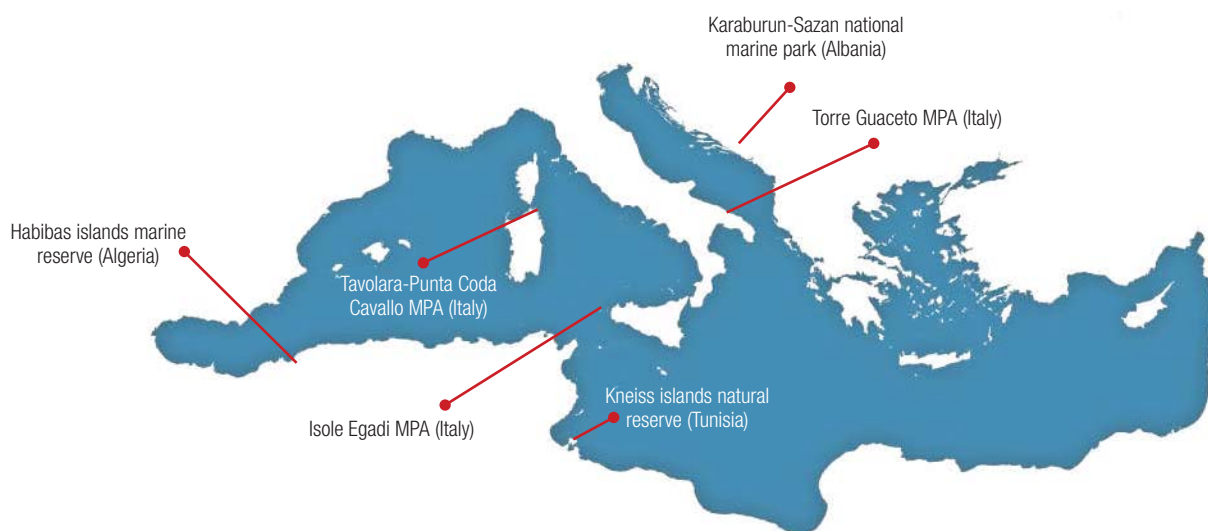 Karaburun-Sazan national
marine park (Albania)
Torre Guaceto MPA (Italy)
Habibas islands marine
reserve (Algeria)
Tavolara-Punta Coda
Cavallo MPA (Italy)
Kneiss islands natural
reserve (Tunisia)
Isole Egadi MPA (Italy)